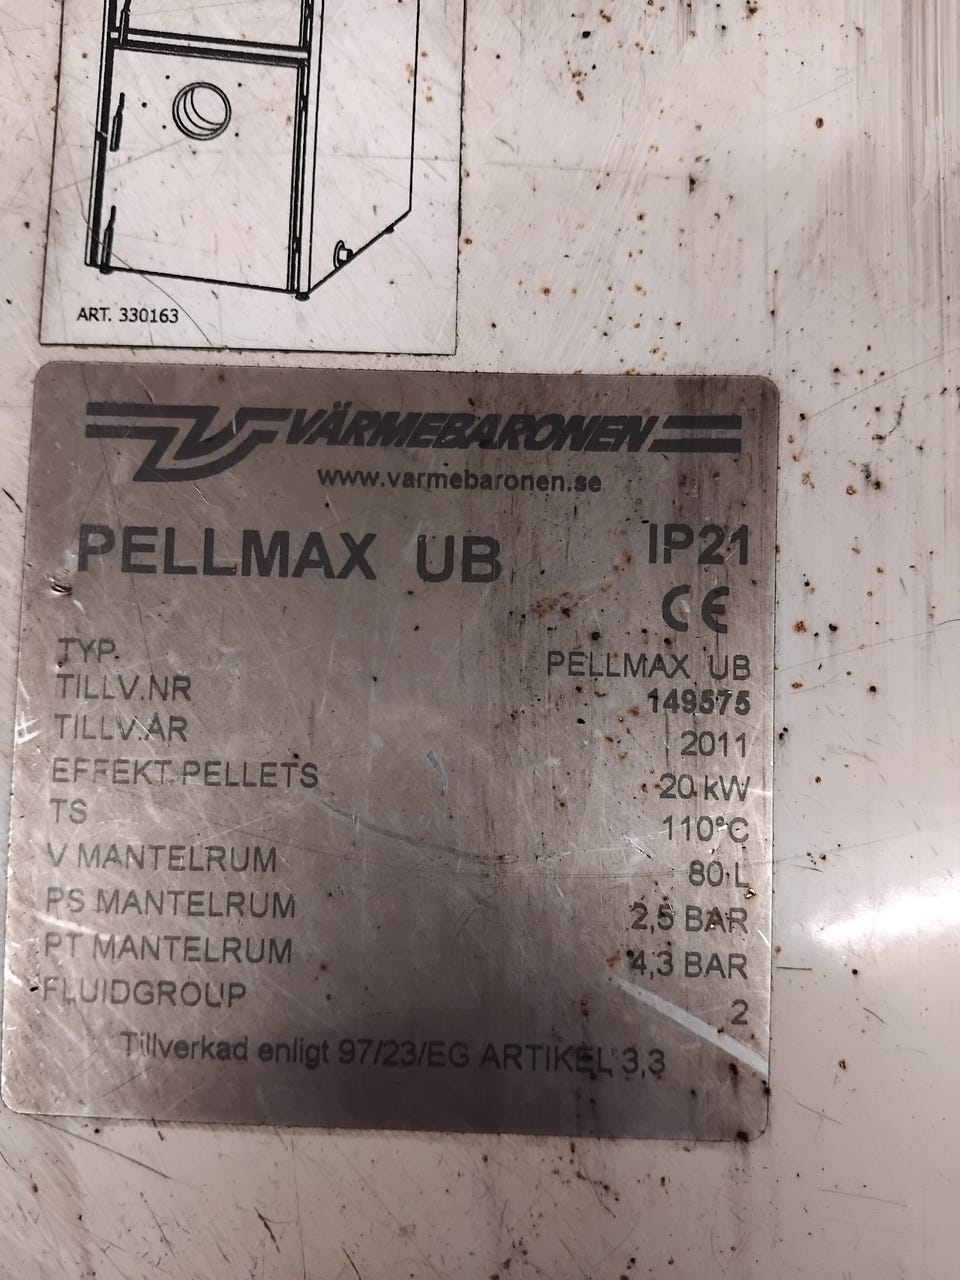 ART. 330163
VÄRMEBARONEN
www.varmebaronen.se
PELLMAX UB IP21
CE
TYP. PELLMAX UB
TILLV.NR 149575
TILLV.ÅR 2011
EFFEKT PELLETS 20 kW
TS 110°C
V MANTELRUM 80 L
PS MANTELRUM 2,5 BAR
PT MANTELRUM 4,3 BAR
FLUIDGROUP 2
Tillverkad enligt 97/23/EG ARTIKEL 3,3